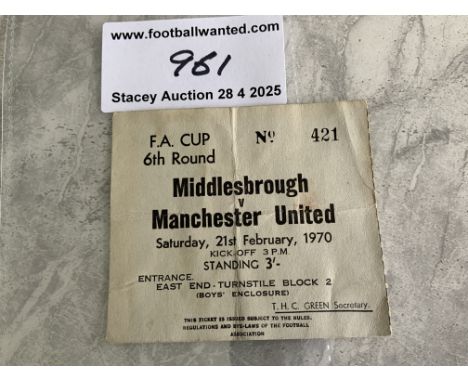 www.footballwanted.com
961
Stacey Auction 28 4 2025
F.A. CUP Nº 421
6th Round
Middlesbrough
v
Manchester United
Saturday, 21st February, 1970
KICK-OFF 3 P.M.
STANDING 3'-
ENTRANCE.
EAST END - TURNSTILE BLOCK 2
(BOYS' ENCLOSURE)
T. H. C. GREEN Secretary.
THIS TICKET IS ISSUED SUBJECT TO THE RULES,
REGULATIONS AND BYE-LAWS OF THE FOOTBALL
ASSOCIATION